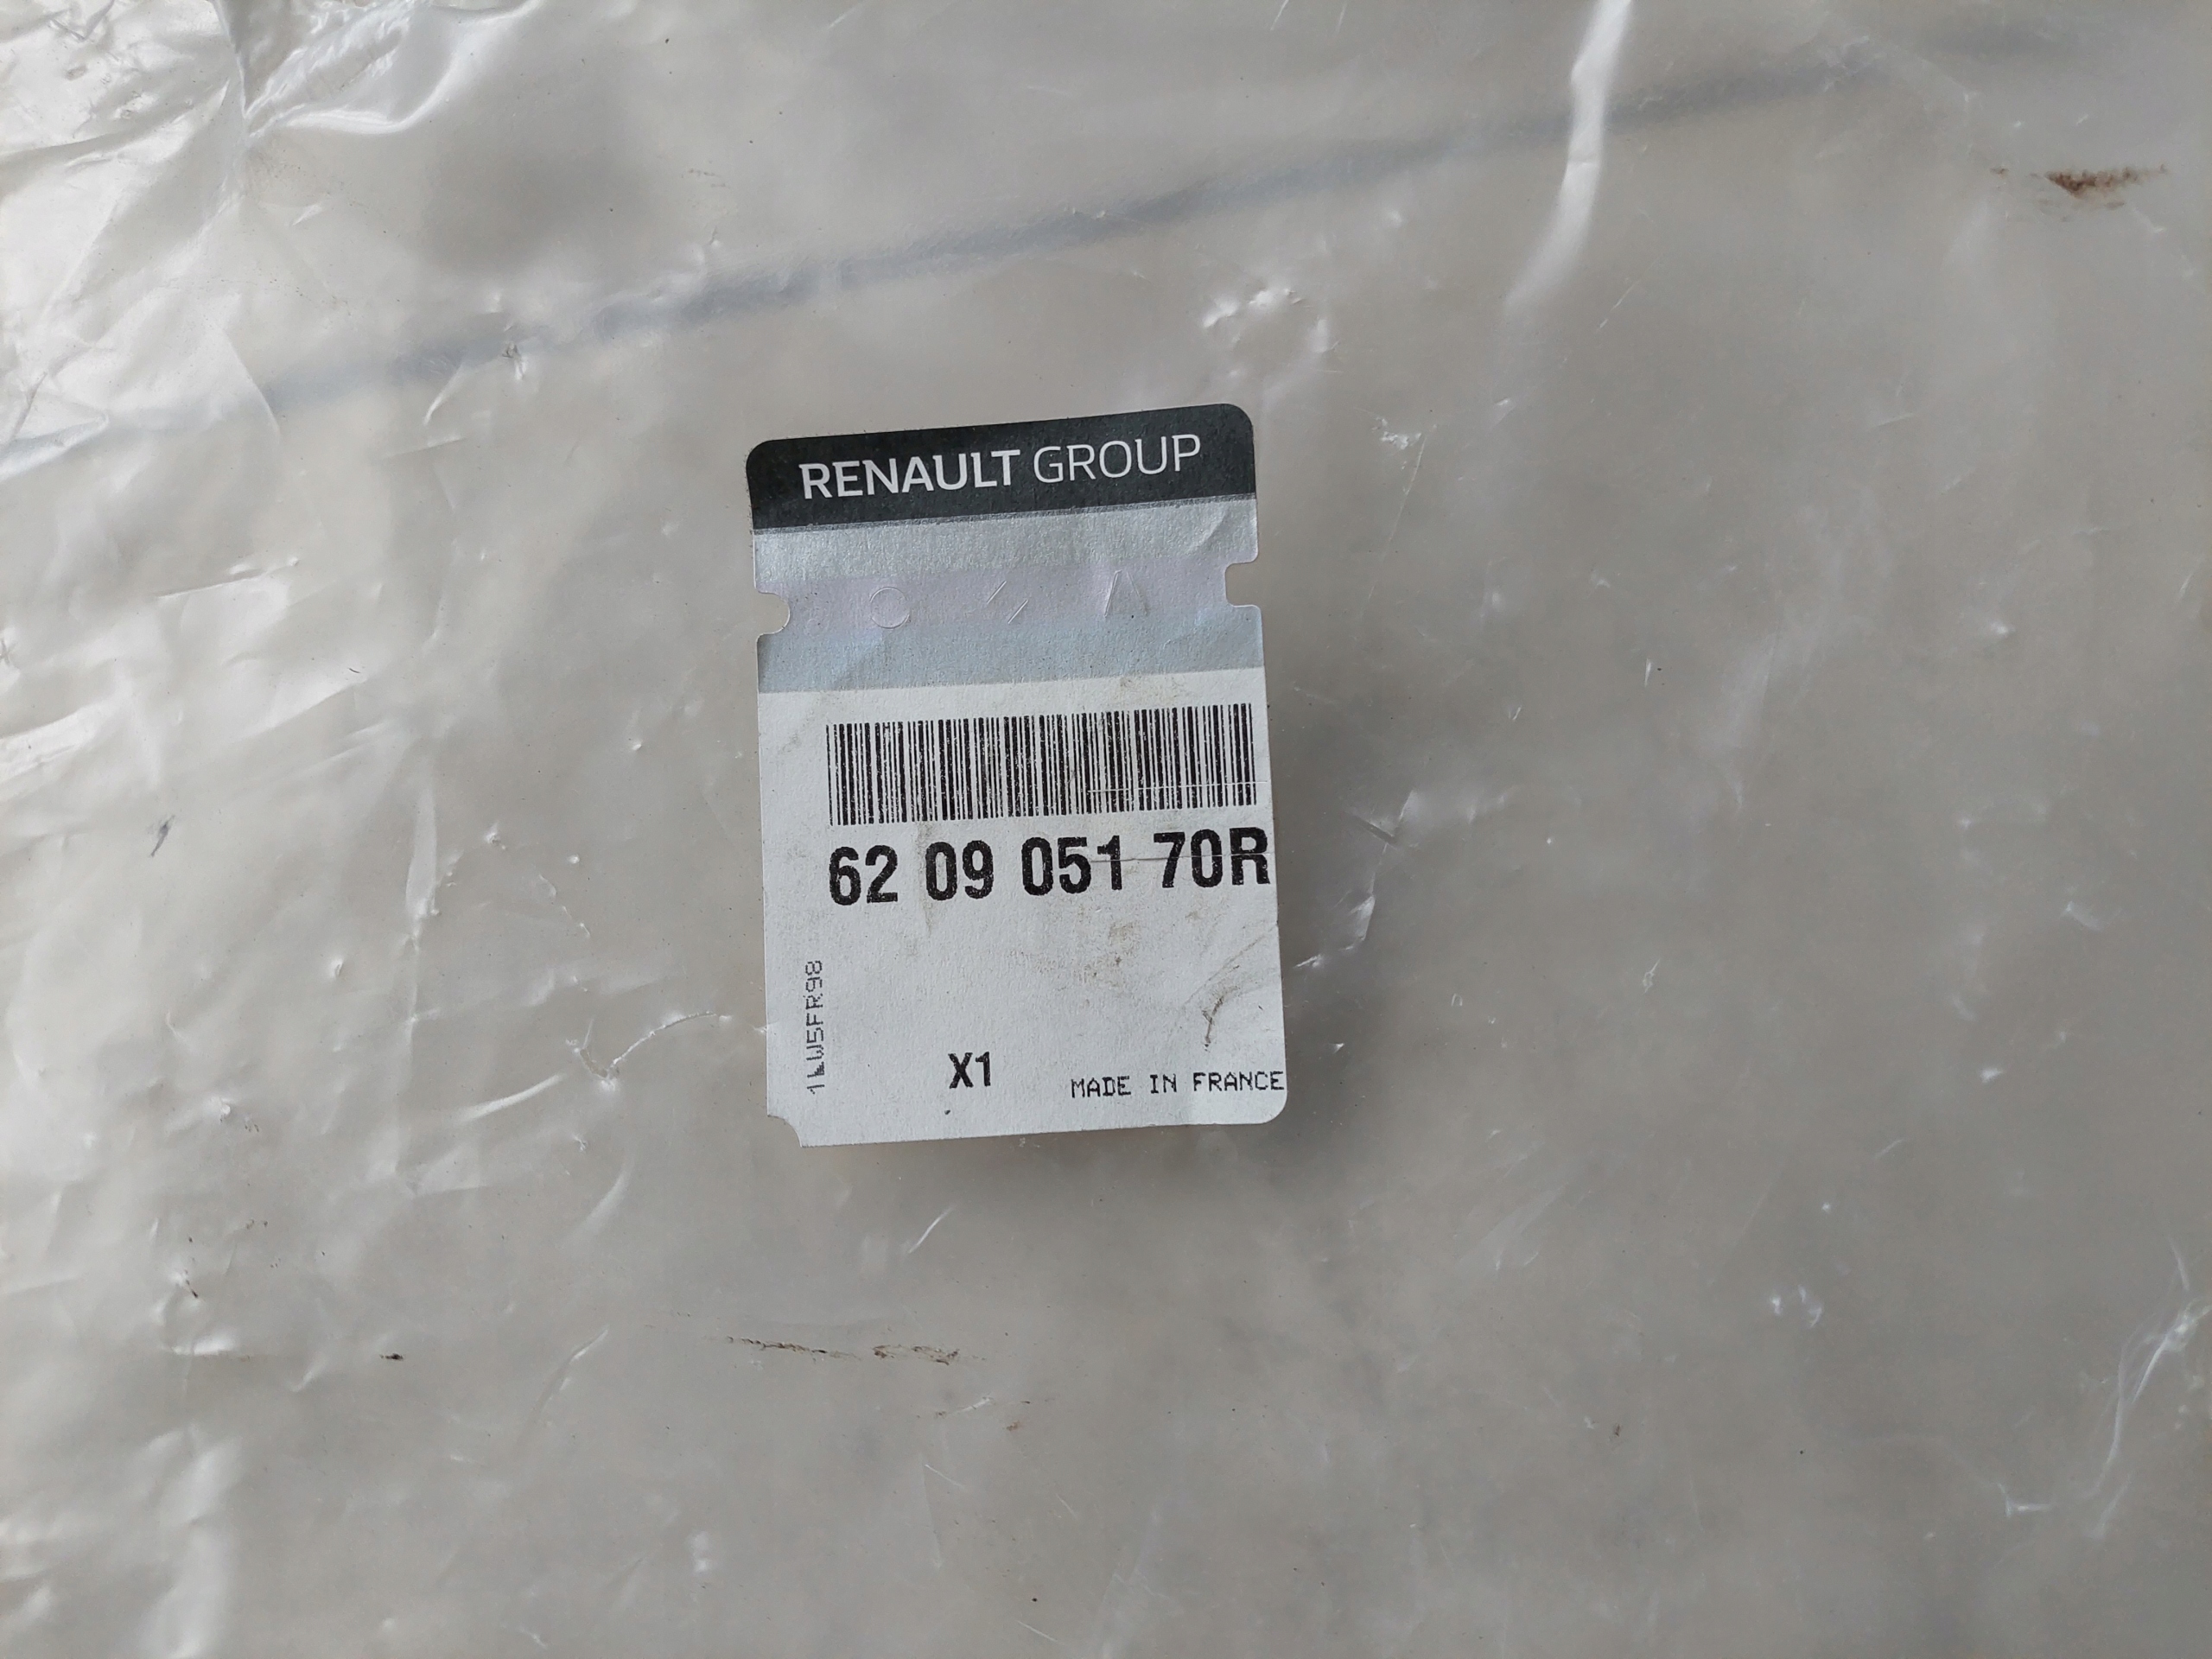 RENAULT GROUP
62 09 051 70R
1LW5FR98
X1
MADE IN FRANCE